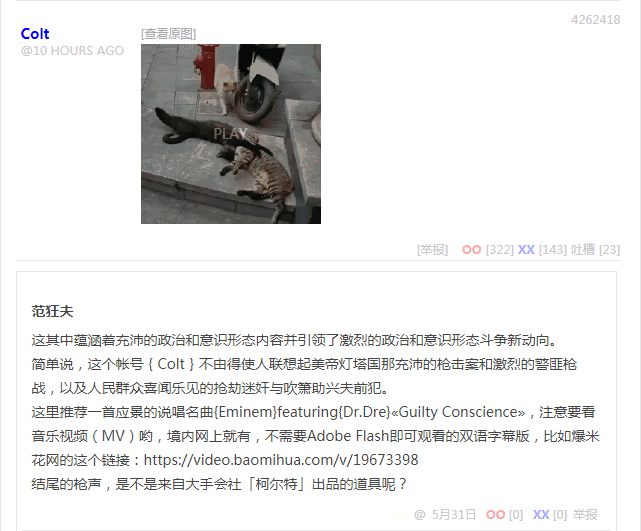 4262418
Colt
[查看原图]
@10 HOURS AGO
PLAY
[举报] OO [322] XX [143] 吐槽 [23]
范狂夫
这其中蕴涵着充沛的政治和意识形态内容并引领了激烈的政治和意识形态斗争新动向。
简单说，这个帐号｛Colt｝不由得使人联想起美帝灯塔国那充沛的枪击案和激烈的警匪枪
战，以及人民群众喜闻乐见的抢劫迷奸与吹箫助兴夫前犯。
这里推荐一首应景的说唱名曲{Eminem}featuring{Dr.Dre}«Guilty Conscience»，注意要看
音乐视频（MV）哟，境内网上就有，不需要Adobe Flash即可观看的双语字幕版，比如爆米
花网的这个链接：https://video.baomihua.com/v/19673398
结尾的枪声，是不是来自大手会社「柯尔特」出品的道具呢？
@ 5月31日 OO [0] XX [0] 举报